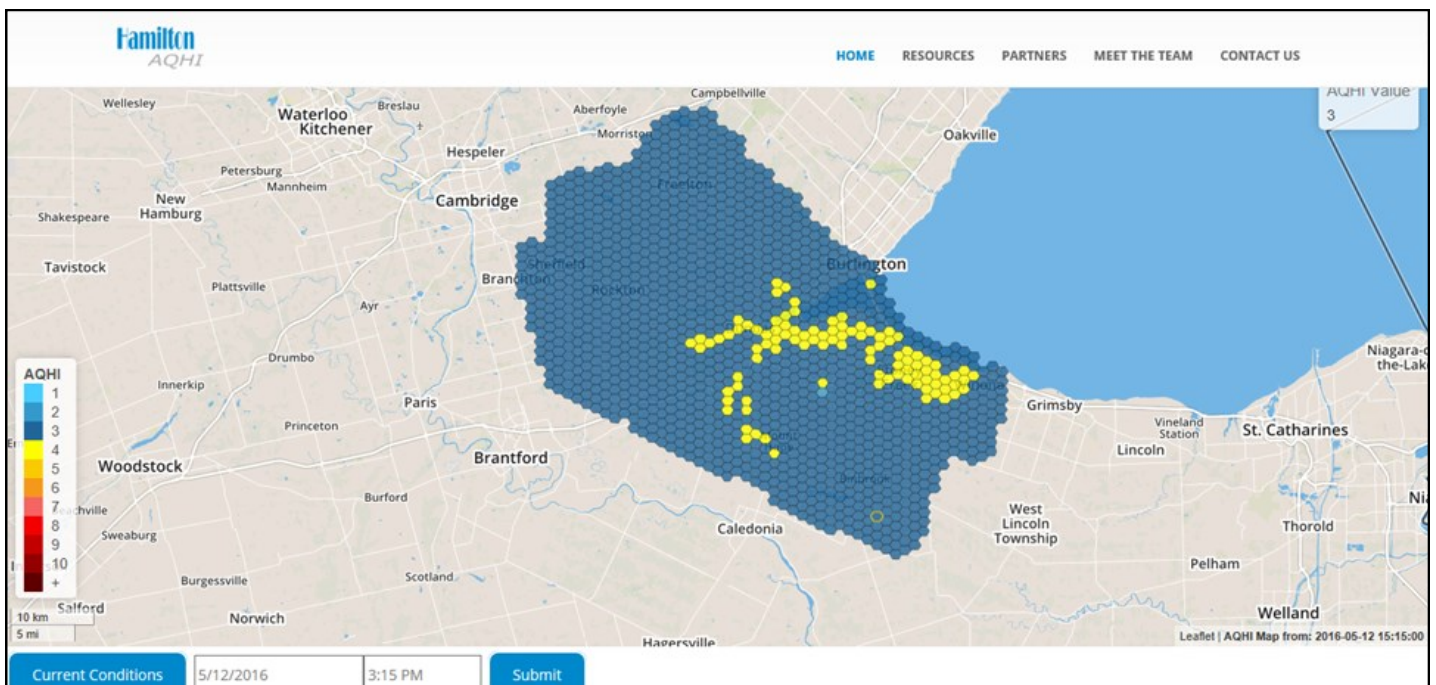 Hamilton
AQHI
HOME RESOURCES PARTNERS MEET THE TEAM CONTACT US
AQHI Value
3
Campbellville
Wellesley
Waterloo
Breslau
Aberfoyle
Kitchener
Morriston
Oakville
Hespeler
Petersburg
Mannheim
Freelton
New
Hamburg
Cambridge
Shakespeare
Tavistock
Sheffield
Burlington
Branchton
Plattsville
Rockton
Ayr
Drumbo
Niagara-o
the-Lake
AQHI
1
2
3
4
5
6
7
8
9
10
+
Innerkip
Paris
Grimsby
Princeton
Vineland
Station
St. Catharines
Lincoln
Woodstock
Brantford
Binbrook
Burford
Beachville
Sweaburg
Caledonia
West
Lincoln
Township
Thorold
Pelham
Burgessville
Scotland
Salford
Norwich
Welland
10 km
5 mi
Hagersville
Leaflet | AQHI Map from: 2016-05-12 15:15:00
Current Conditions 5/12/2016 3:15 PM Submit